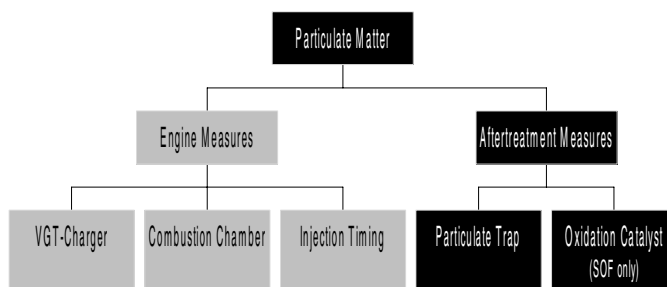 Particulate Matter
Engine Measures
Aftertreatment Measures
VGT-Charger
Combustion Chamber
Injection Timing
Particulate Trap
Oxidation Catalyst
(SOF only)